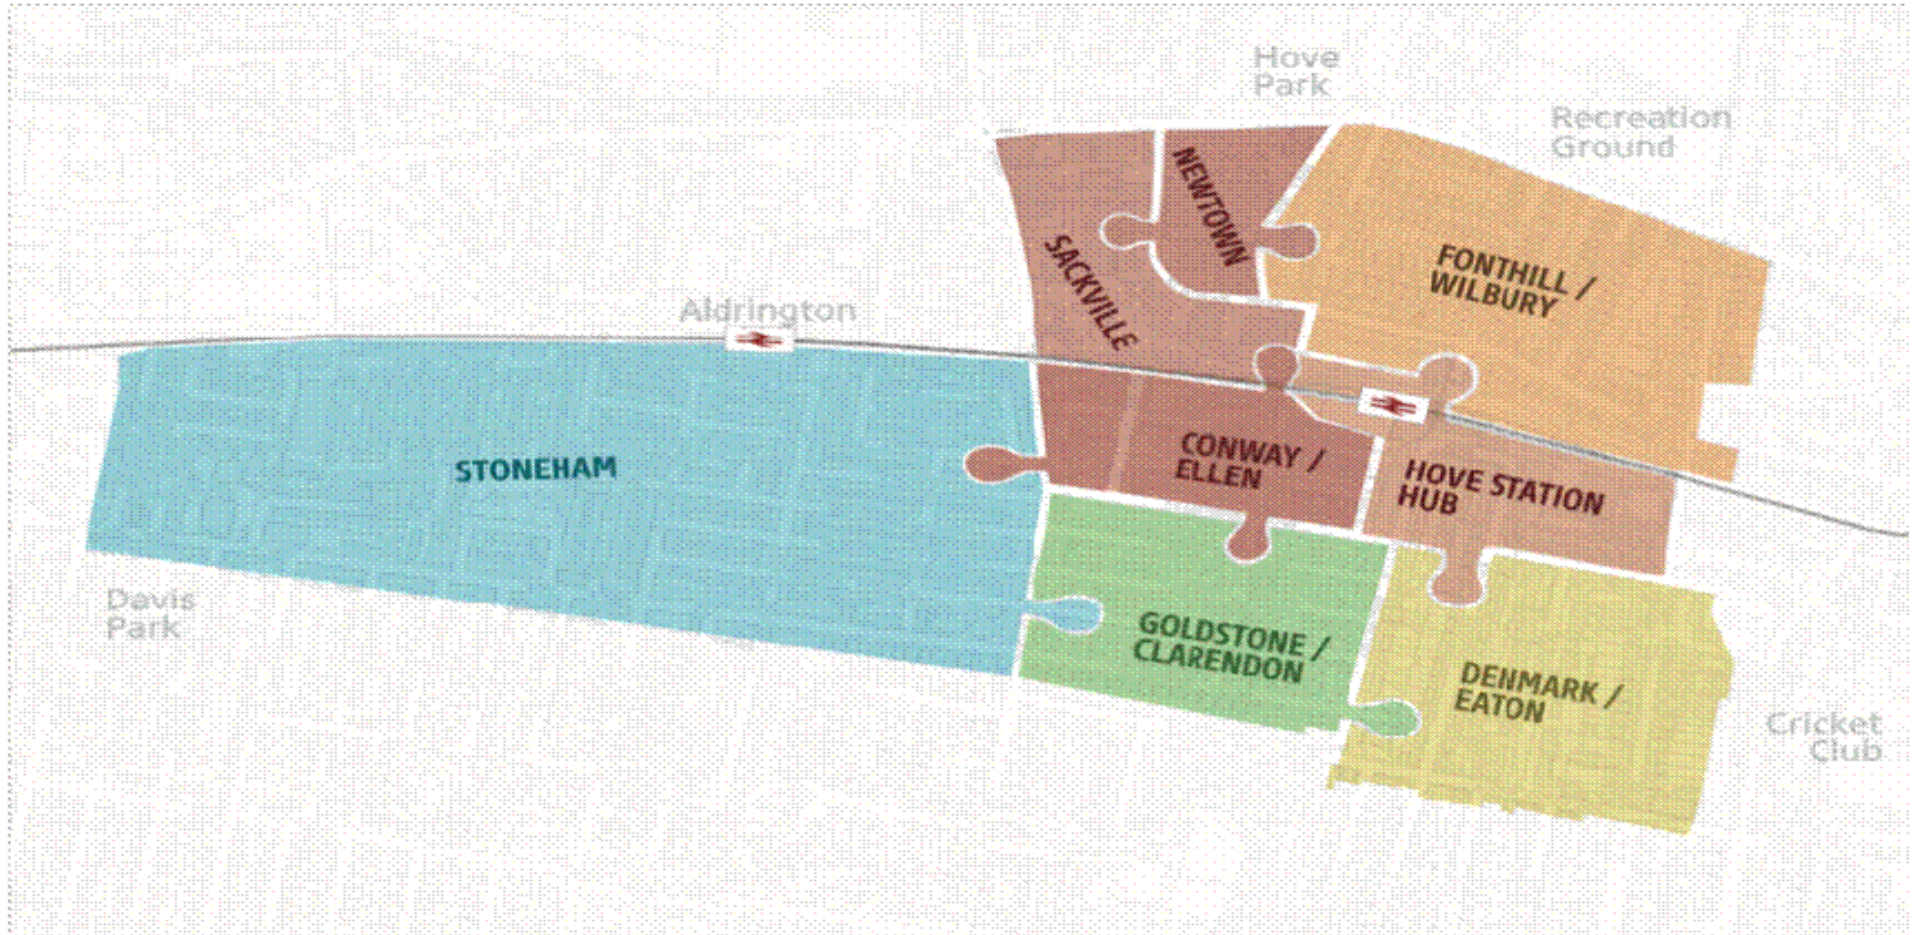 Hove
Park
Recreation
Ground
NEWTOWN
SACKVILLE
FONTHILL /
WILBURY
Aldrington
STONEHAM
CONWAY /
ELLEN
HOVE STATION
HUB
Davis
Park
GOLDSTONE /
CLARENDON
DENMARK /
EATON
Cricket
Club